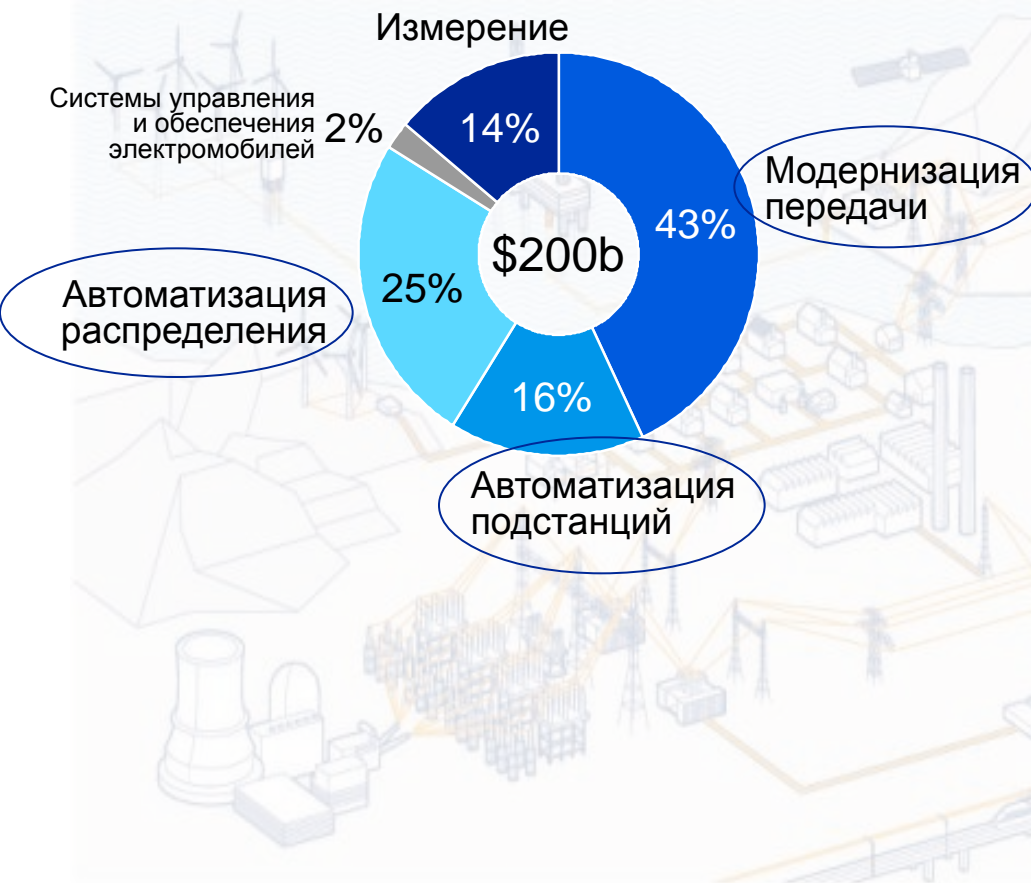 Измерение
Системы управления
и обеспечения
электромобилей
2%
14%
Модернизация
передачи
43%
$200b
Автоматизация
распределения
25%
16%
Автоматизация
подстанций